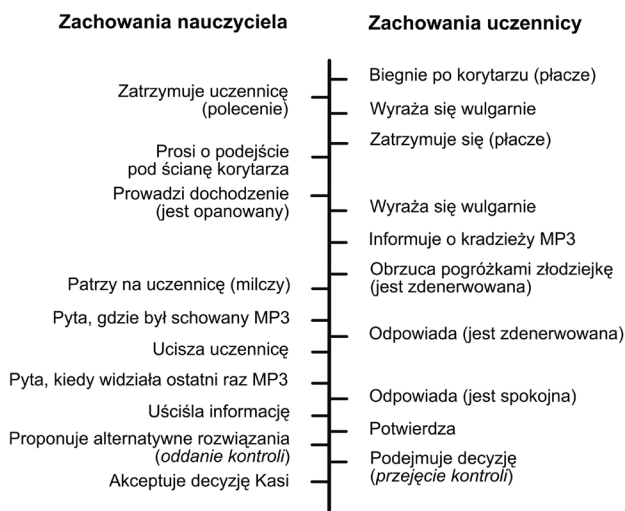 Zachowania nauczyciela
Zachowania uczennicy
Biegnie po korytarzu (płacze)
Zatrzymuje uczennicę
(polecenie)
Wyraża się wulgarnie
Zatrzymuje się (płacze)
Prosi o podejście
pod ścianę korytarza
Prowadzi dochodzenie
(jest opanowany)
Wyraża się wulgarnie
Informuje o kradzieży MP3
Obrzuca pogróżkami złodziejkę
(jest zdenerwowana)
Patrzy na uczennicę (milczy)
Pyta, gdzie był schowany MP3
Odpowiada (jest zdenerwowana)
Ucisza uczennicę
Pyta, kiedy widziała ostatni raz MP3
Odpowiada (jest spokojna)
Uściśla informację
Potwierdza
Proponuje alternatywne rozwiązania
(oddanie kontroli)
Podejmuje decyzję
(przejęcie kontroli)
Akceptuje decyzję Kasi